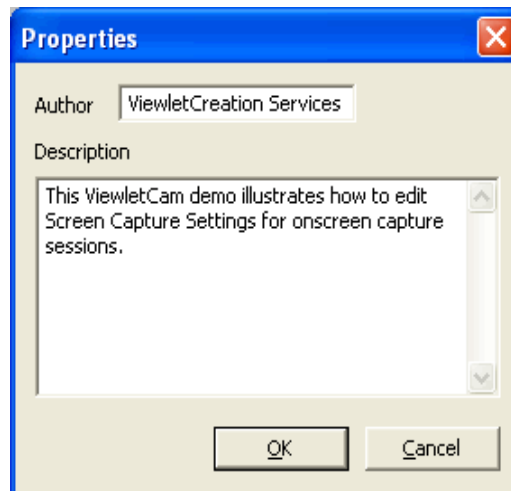 Properties
Author ViewletCreation Services
Description
This ViewletCam demo illustrates how to edit
Screen Capture Settings for onscreen capture
sessions.
OK Cancel